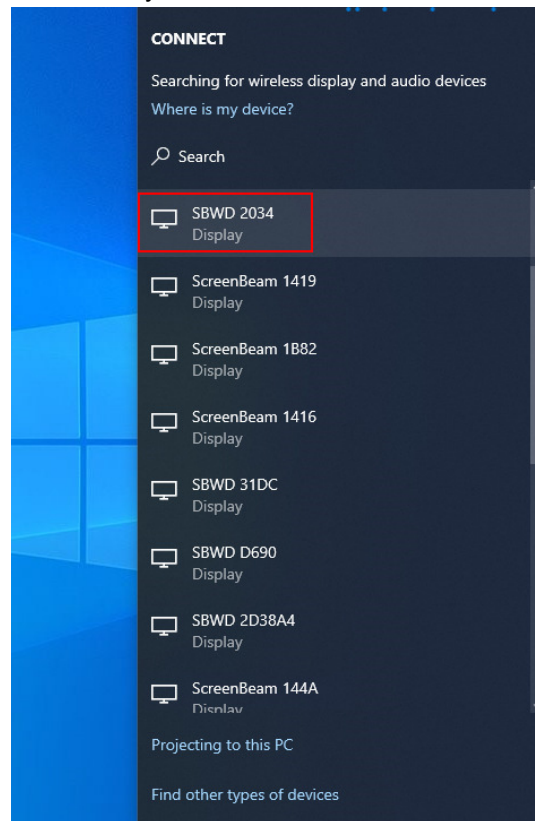 CONNECT
Searching for wireless display and audio devices
Where is my device?
Search
SBWD 2034
Display
ScreenBeam 1419
Display
ScreenBeam 1B82
Display
ScreenBeam 1416
Display
SBWD 31DC
Display
SBWD D690
Display
SBWD 2D38A4
Display
ScreenBeam 144A
Display
Projecting to this PC
Find other types of devices